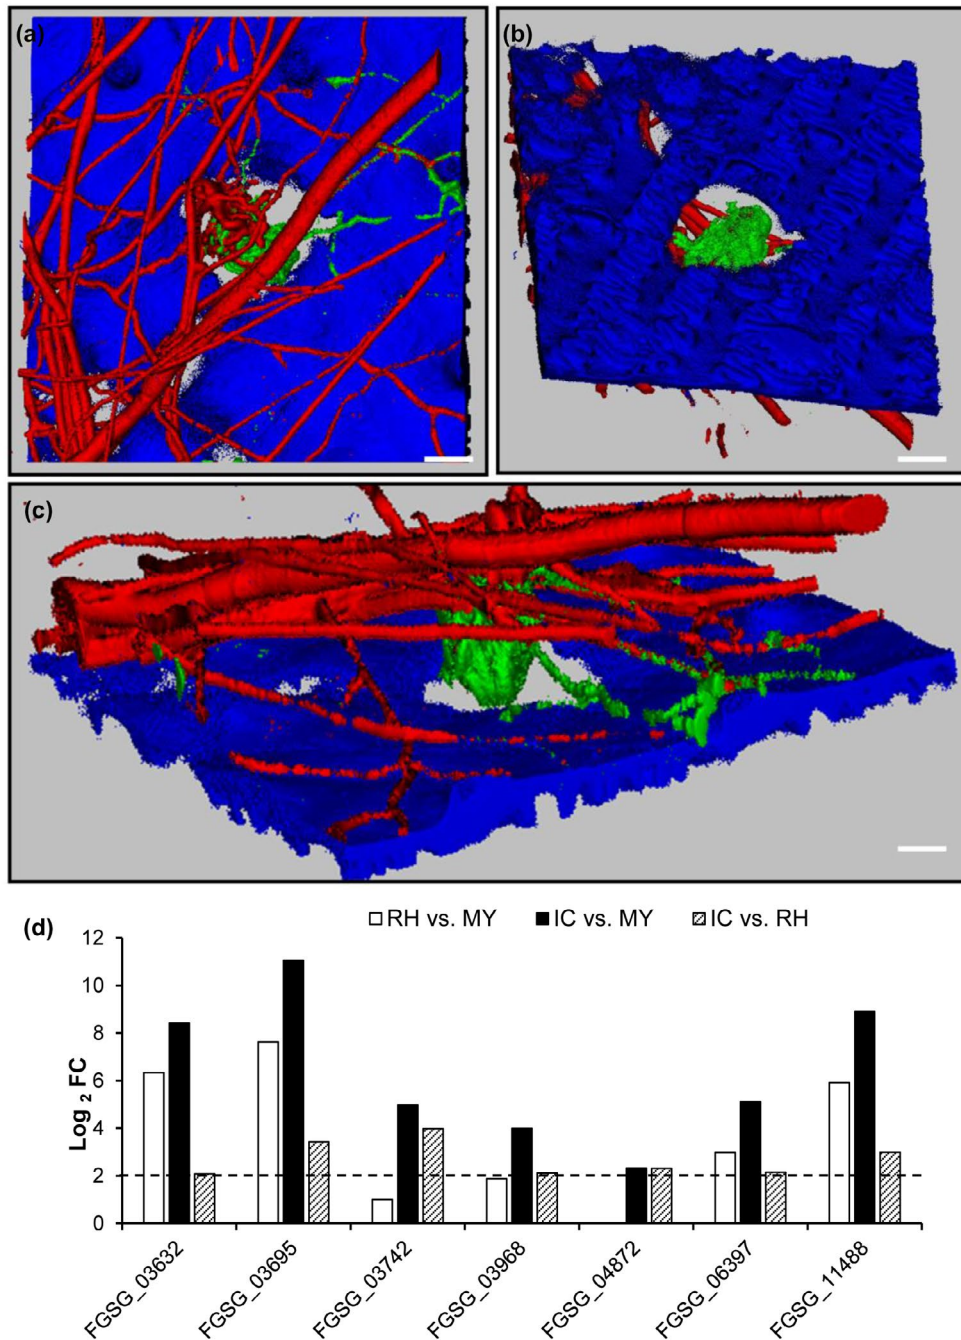 (a)
(b)
(c)
(d)
RH vs. MY IC vs. MY IC vs. RH
Log 2 FC
12
10
8
6
4
2
0
FGSG_03632
FGSG_03695
FGSG_03742
FGSG_03968
FGSG_04872
FGSG_06397
FGSG_11488